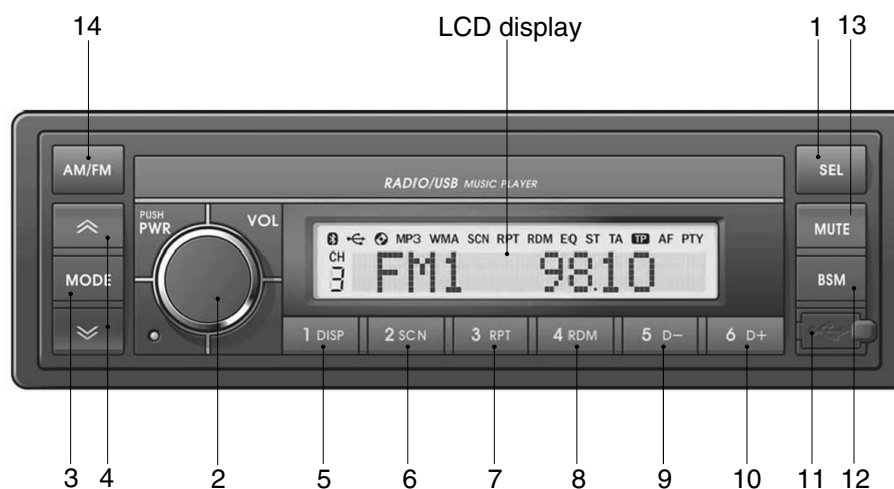 14 LCD display 1 13
AM/FM RADIO/USB MUSIC PLAYER SEL
PUSH
PWR VOL MUTE
MP3 WMA SCN RPT RDM EQ ST TA TP AF PTY
CH
3 FM1 98.10
MODE BSM
1 DISP 2 SCN 3 RPT 4 RDM 5 D− 6 D+
3 4 2 5 6 7 8 9 10 11 12